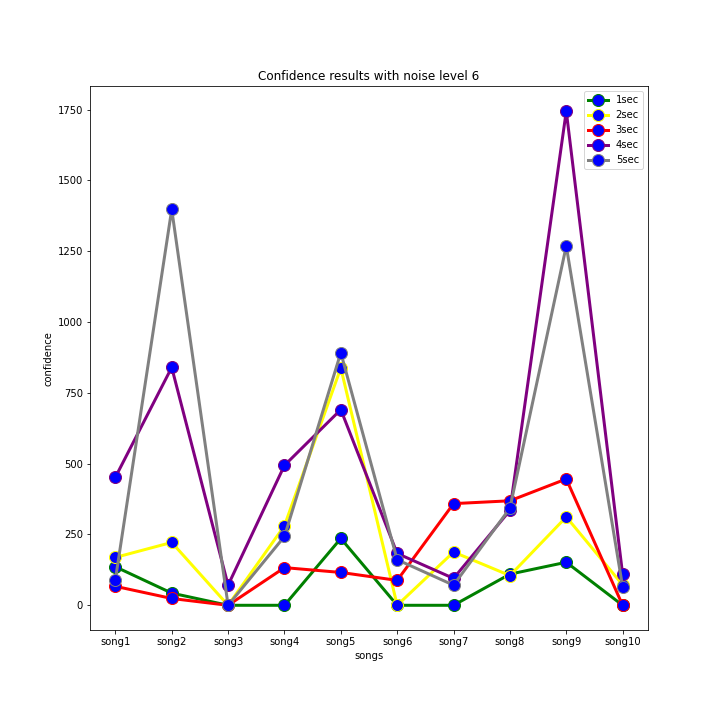 Confidence results with noise level 6
1sec
2sec
3sec
4sec
5sec
1750
1500
1250
1000
750
500
250
0
confidence
song1 song2 song3 song4 song5 song6 song7 song8 song9 song10
songs